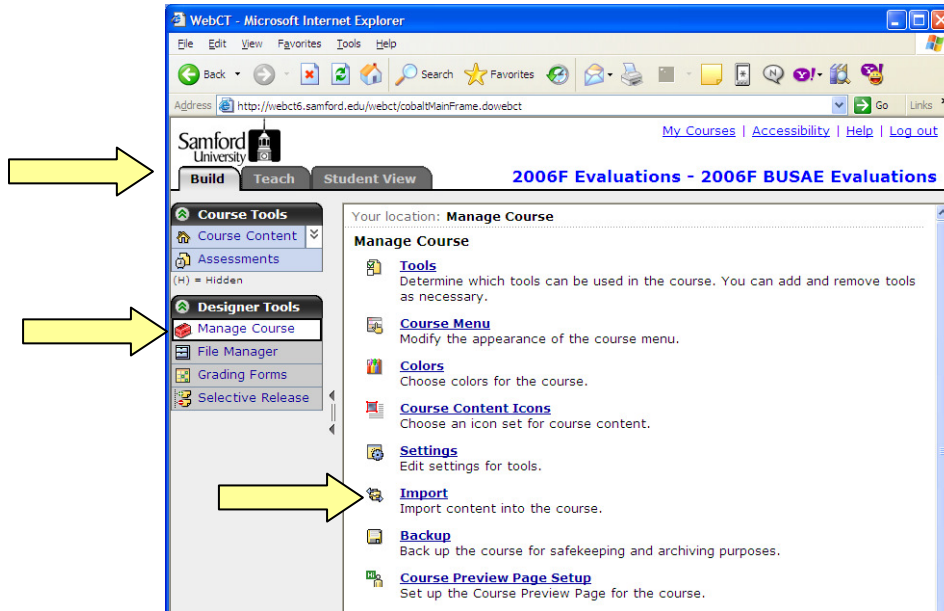 WebCT - Microsoft Internet Explorer
File Edit View Favorites Tools Help
Back Search Favorites
Address http://webct6.samford.edu/webct/cobaltMainFrame.dowebct Go Links
Samford
University
My Courses | Accessibility | Help | Log out
Build Teach Student View
2006F Evaluations - 2006F BUSAE Evaluations
Course Tools
Course Content
Assessments
(H) = Hidden
Designer Tools
Manage Course
File Manager
Grading Forms
Selective Release
Your location: Manage Course
Manage Course
Tools
Determine which tools can be used in the course. You can add and remove tools
as necessary.
Course Menu
Modify the appearance of the course menu.
Colors
Choose colors for the course.
Course Content Icons
Choose an icon set for course content.
Settings
Edit settings for tools.
Import
Import content into the course.
Backup
Back up the course for safekeeping and archiving purposes.
Course Preview Page Setup
Set up the Course Preview Page for the course.